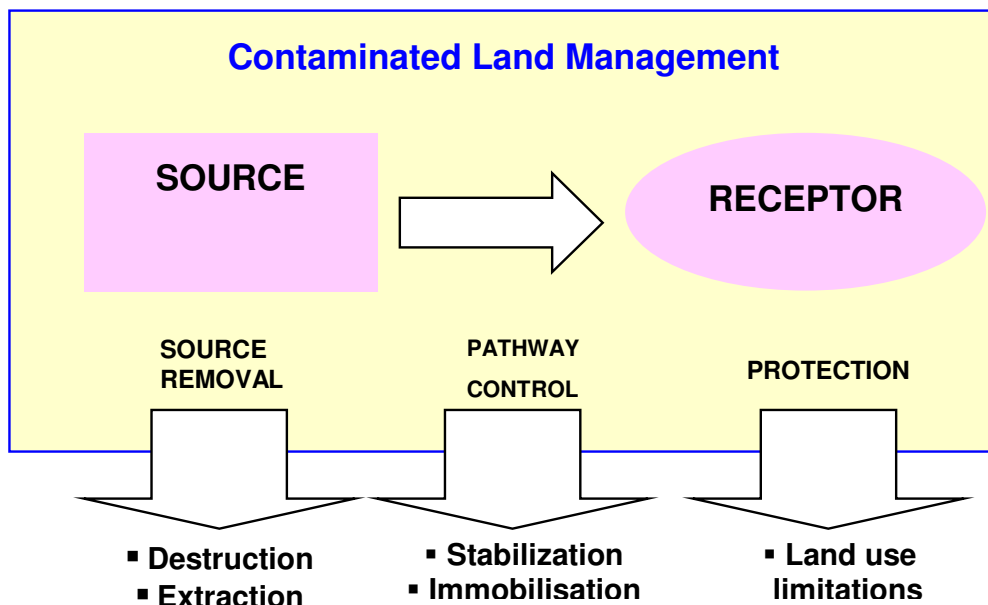 Contaminated Land Management
SOURCE
RECEPTOR
SOURCE
REMOVAL
PATHWAY
CONTROL
PROTECTION
▪ Destruction
▪ Extraction
▪ Stabilization
▪ Immobilisation
▪ Land use
limitations